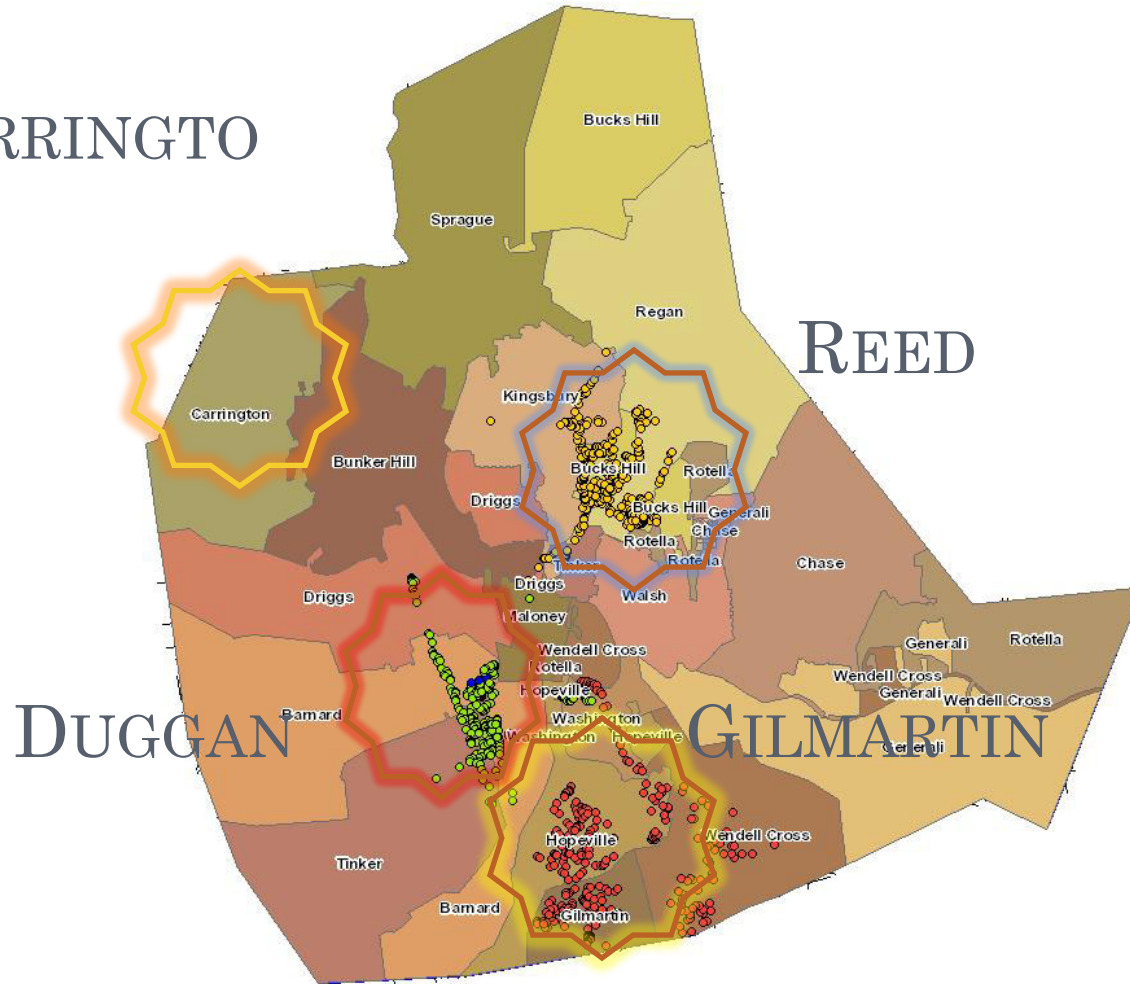 Bucks Hill
RRINGTO
Sprague
Regan
REED
Kingsbury
Carrington
Bunker Hill
Bucks Hill
Rotella
Driggs
Bucks Hill
Generali
Chase
Rotella
Rotella
Tinker
Chase
Driggs
Driggs
Walsh
Maloney
Generali
Rotella
Wendell Cross
Rotella
Wendell Cross
Hopeville
Generali
Wendell Cross
Barnard
Washington
DUGGAN
GILMARTIN
Washington
Hopeville
Generali
Hopeville
Wendell Cross
Tinker
Barnard
Gilmartin